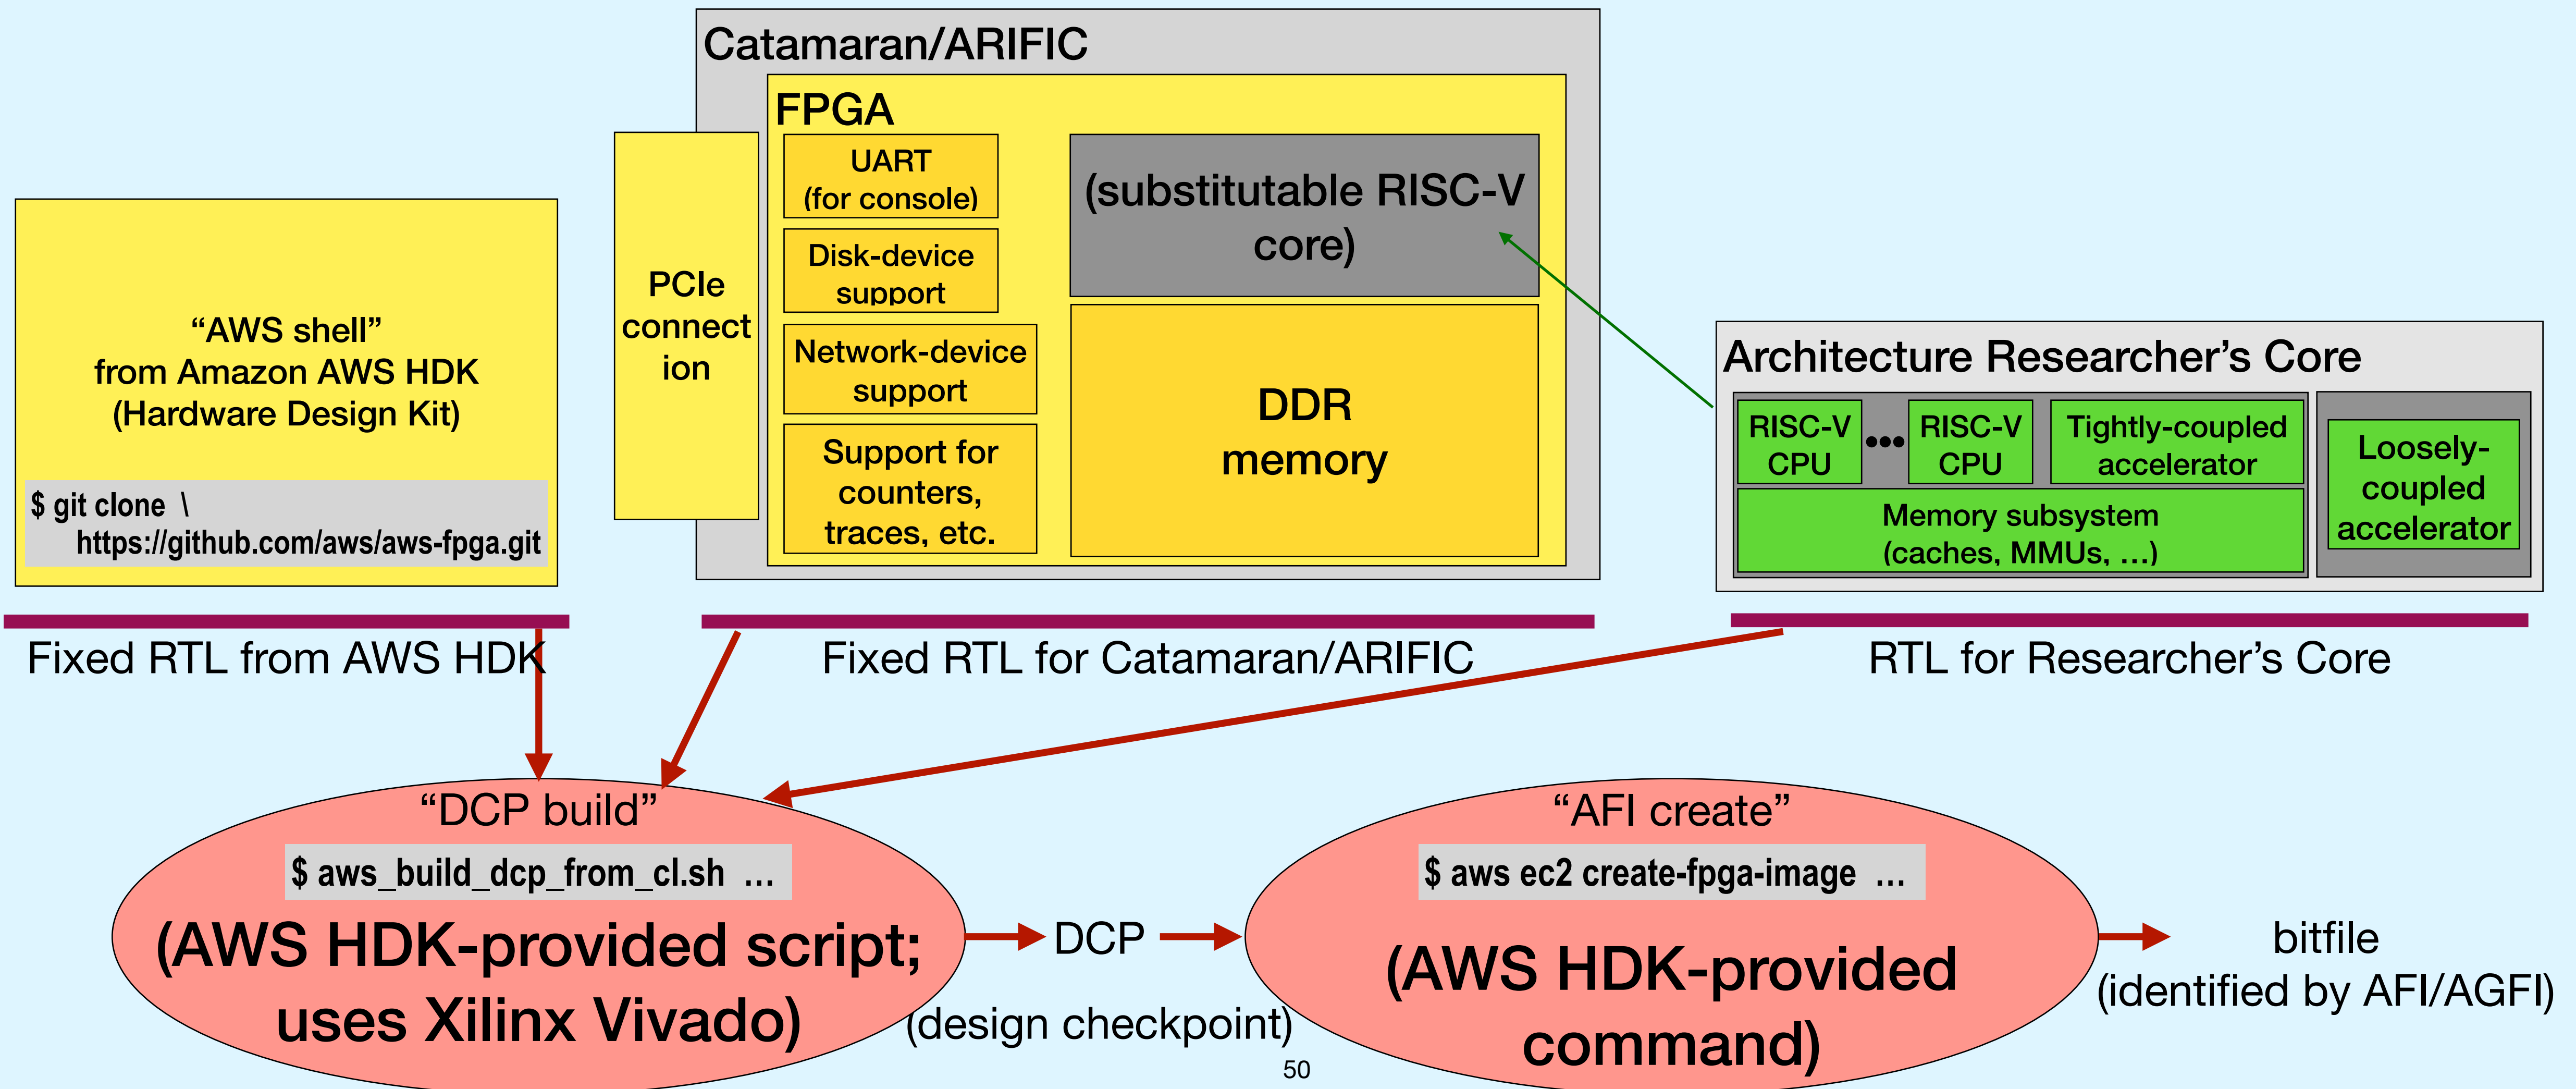 Catamaran/ARIFIC
FPGA
UART
(for console)
Disk-device
support
Network-device
support
Support for
counters,
traces, etc.
(substitutable RISC-V
core)
DDR
memory
PCIe
connect
ion
“AWS shell”
from Amazon AWS HDK
(Hardware Design Kit)
$ git clone \
https://github.com/aws/aws-fpga.git
Architecture Researcher’s Core
RISC-V
CPU
•••
RISC-V
CPU
Tightly-coupled
accelerator
Memory subsystem
(caches, MMUs, …)
Loosely-
coupled
accelerator
Fixed RTL from AWS HDK
Fixed RTL for Catamaran/ARIFIC
RTL for Researcher’s Core
“DCP build”
$ aws_build_dcp_from_cl.sh …
(AWS HDK-provided script;
uses Xilinx Vivado)
DCP
(design checkpoint)
“AFI create”
$ aws ec2 create-fpga-image …
(AWS HDK-provided
command)
bitfile
(identified by AFI/AGFI)
50